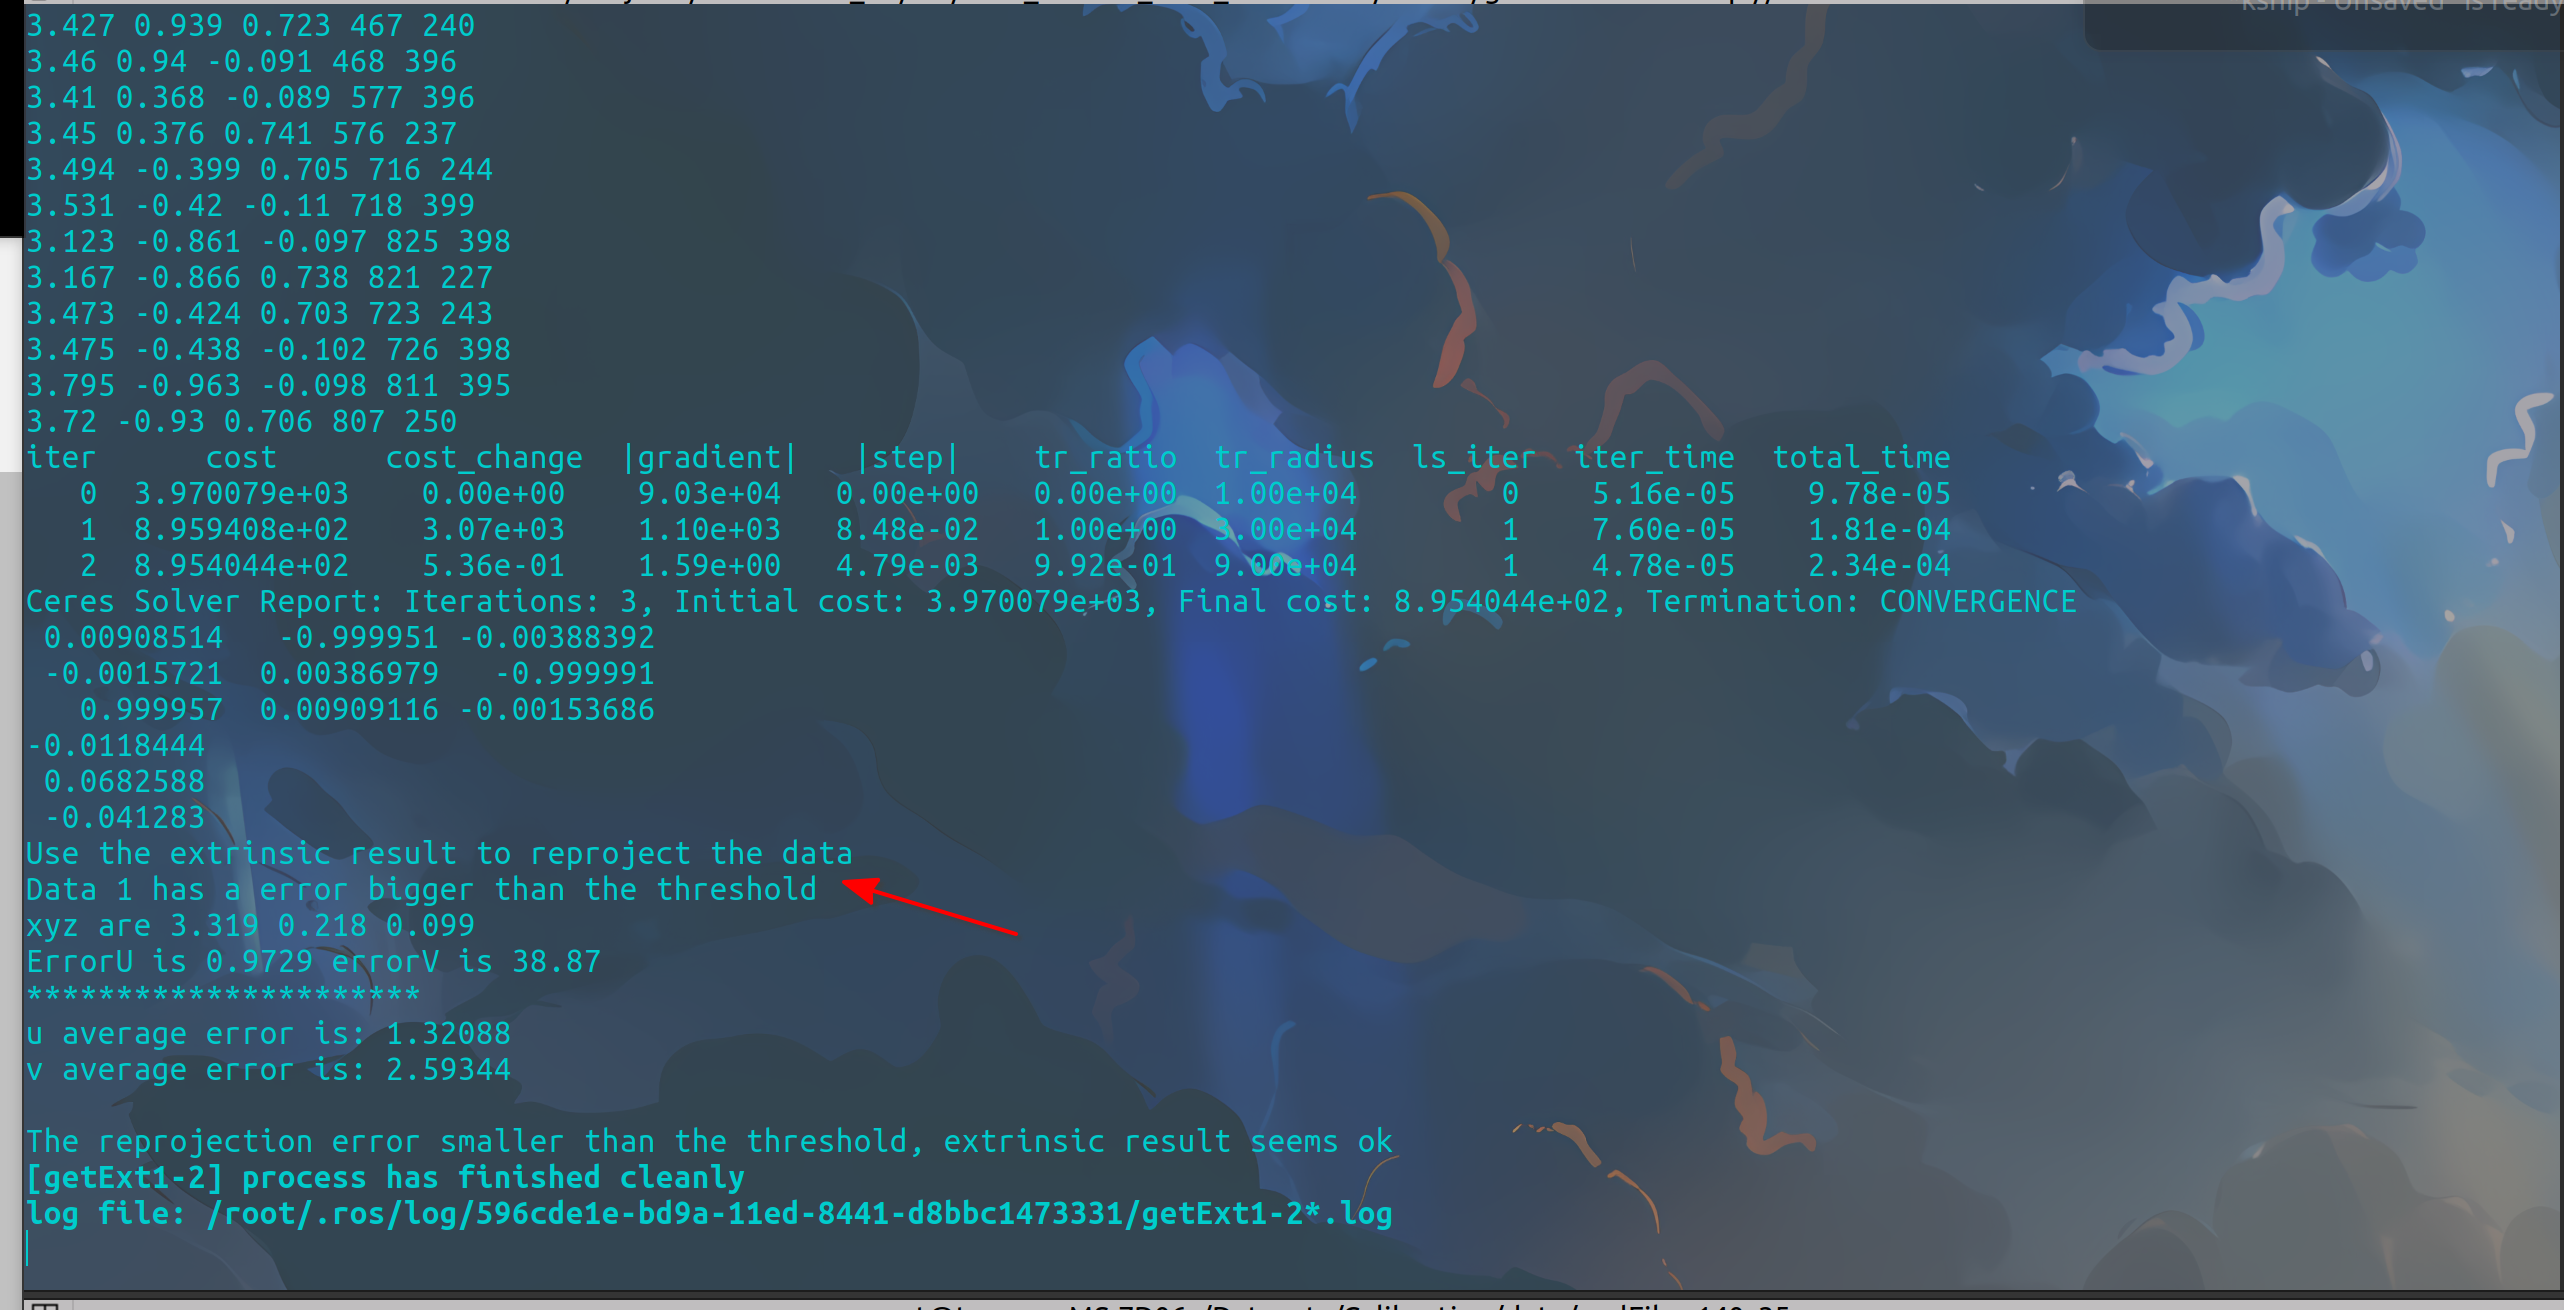 kship - Unsaved" is ready
3.427 0.939 0.723 467 240
3.46 0.94 -0.091 468 396
3.41 0.368 -0.089 577 396
3.45 0.376 0.741 576 237
3.494 -0.399 0.705 716 244
3.531 -0.42 -0.11 718 399
3.123 -0.861 -0.097 825 398
3.167 -0.866 0.738 821 227
3.473 -0.424 0.703 723 243
3.475 -0.438 -0.102 726 398
3.795 -0.963 -0.098 811 395
3.72 -0.93 0.706 807 250
iter cost cost_change |gradient| |step| tr_ratio tr_radius ls_iter iter_time total_time
0 3.970079e+03 0.00e+00 9.03e+04 0.00e+00 0.00e+00 1.00e+04 0 5.16e-05 9.78e-05
1 8.959408e+02 3.07e+03 1.10e+03 8.48e-02 1.00e+00 3.00e+04 1 7.60e-05 1.81e-04
2 8.954044e+02 5.36e-01 1.59e+00 4.79e-03 9.92e-01 9.00e+04 1 4.78e-05 2.34e-04
Ceres Solver Report: Iterations: 3, Initial cost: 3.970079e+03, Final cost: 8.954044e+02, Termination: CONVERGENCE
0.00908514 -0.999951 -0.00388392
-0.0015721 0.00386979 -0.999991
0.999957 0.00909116 -0.00153686
-0.0118444
0.0682588
-0.041283
Use the extrinsic result to reproject the data
Data 1 has a error bigger than the threshold
xyz are 3.319 0.218 0.099
ErrorU is 0.9729 errorV is 38.87
**********************
u average error is: 1.32088
v average error is: 2.59344
The reprojection error smaller than the threshold, extrinsic result seems ok
[getExt1-2] process has finished cleanly
log file: /root/.ros/log/596cde1e-bd9a-11ed-8441-d8bbc1473331/getExt1-2*.log